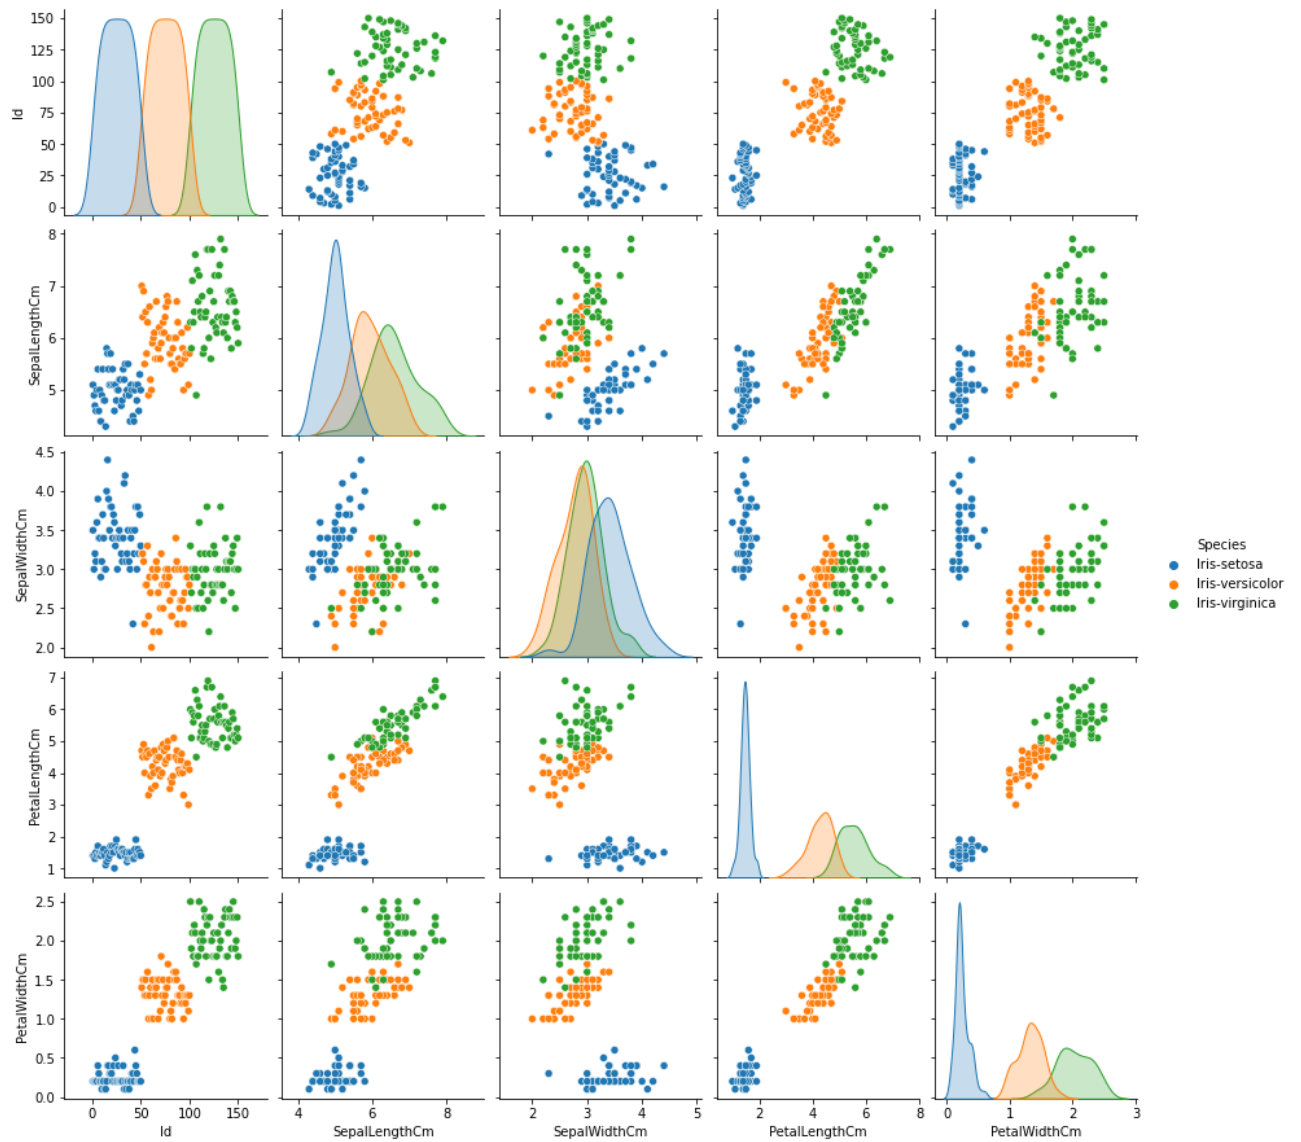 150
125
100
75
50
25
0
Id
8
7
6
5
SepalLengthCm
4.5
4.0
3.5
3.0
2.5
2.0
SepalWidthCm
Species
Iris-setosa
Iris-versicolor
Iris-virginica
7
6
5
4
3
2
1
PetalLengthCm
2.5
2.0
1.5
1.0
0.5
0.0
PetalWidthCm
0 50 100 150 4 6 8 2 3 4 5 2 4 6 8 0 1 2 3
Id SepalLengthCm SepalWidthCm PetalLengthCm PetalWidthCm